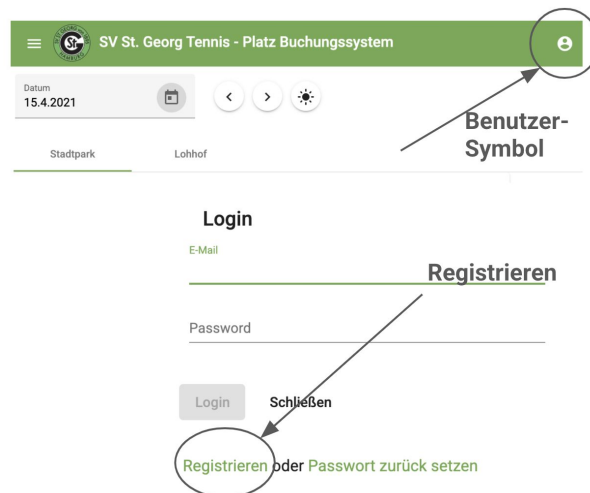 SV St. Georg Tennis - Platz Buchungssystem
Datum
15.4.2021
Benutzer-
Symbol
Stadtpark
Lohhof
Login
E-Mail
Registrieren
Password
Login
Schließen
Registrieren oder Passwort zurück setzen